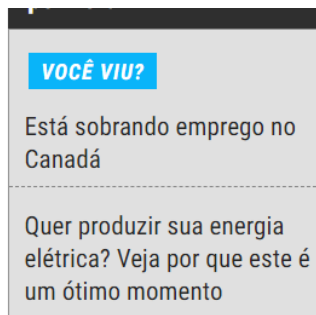 VOCÊ VIU?
Está sobrando emprego no
Canadá
Quer produzir sua energia
elétrica? Veja por que este é
um ótimo momento